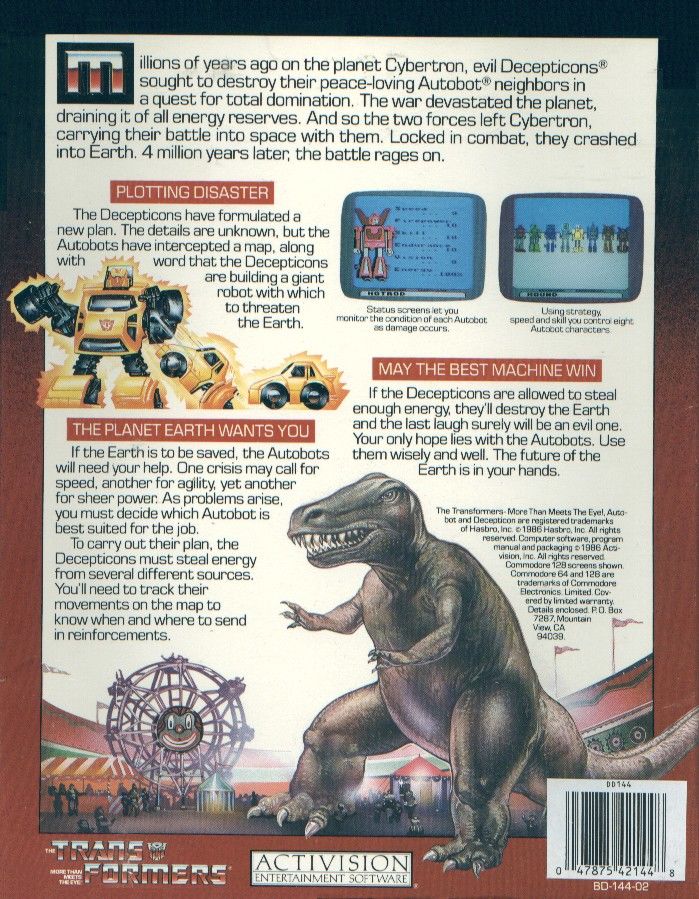 Millions of years ago on the planet Cybertron, evil Decepticons®
sought to destroy their peace-loving Autobot® neighbors in
a quest for total domination. The war devastated the planet,
draining it of all energy reserves. And so the two forces left Cybertron,
carrying their battle into space with them. Locked in combat, they crashed
into Earth. 4 million years later, the battle rages on.
PLOTTING DISASTER
The Decepticons have formulated a
new plan. The details are unknown, but the
Autobots have intercepted a map, along
with word that the Decepticons
are building a giant
robot with which
to threaten
the Earth.
Speed
9
Firepower
10
Skill
10
Endurance
10
Vision
9
Energy
100%
HOTROD
Status screens let you
monitor the condition of each Autobot
as damage occurs.
HOUND
Using strategy,
speed and skill you control eight
Autobot characters.
THE PLANET EARTH WANTS YOU
If the Earth is to be saved, the Autobots
will need your help. One crisis may call for
speed, another for agility, yet another
for sheer power. As problems arise,
you must decide which Autobot is
best suited for the job.
To carry out their plan, the
Decepticons must steal energy
from several different sources.
You'll need to track their
movements on the map to
know when and where to send
in reinforcements.
MAY THE BEST MACHINE WIN
If the Decepticons are allowed to steal
enough energy, they'll destroy the Earth
and the last laugh surely will be an evil one.
Your only hope lies with the Autobots. Use
them wisely and well. The future of the
Earth is in your hands.
The Transformers-More Than Meets The Eye!, Auto-
bot and Decepticon are registered trademarks
of Hasbro, Inc. © 1986 Hasbro, Inc. All rights
reserved. Computer software, program
manual and packaging © 1986 Acti-
vision, Inc. All rights reserved.
Commodore 128 screens shown.
Commodore 64 and 128 are
trademarks of Commodore
Electronics. Limited. Cov-
ered by limited warranty.
Details enclosed. P.O. Box
7287, Mountain
View, CA
94039.
THE TRANSFORMERS
MORE THAN
MEETS
THE EYE!
ACTIVISION
ENTERTAINMENT SOFTWARE
DD144
0 47875 42144 8
BD-144-02